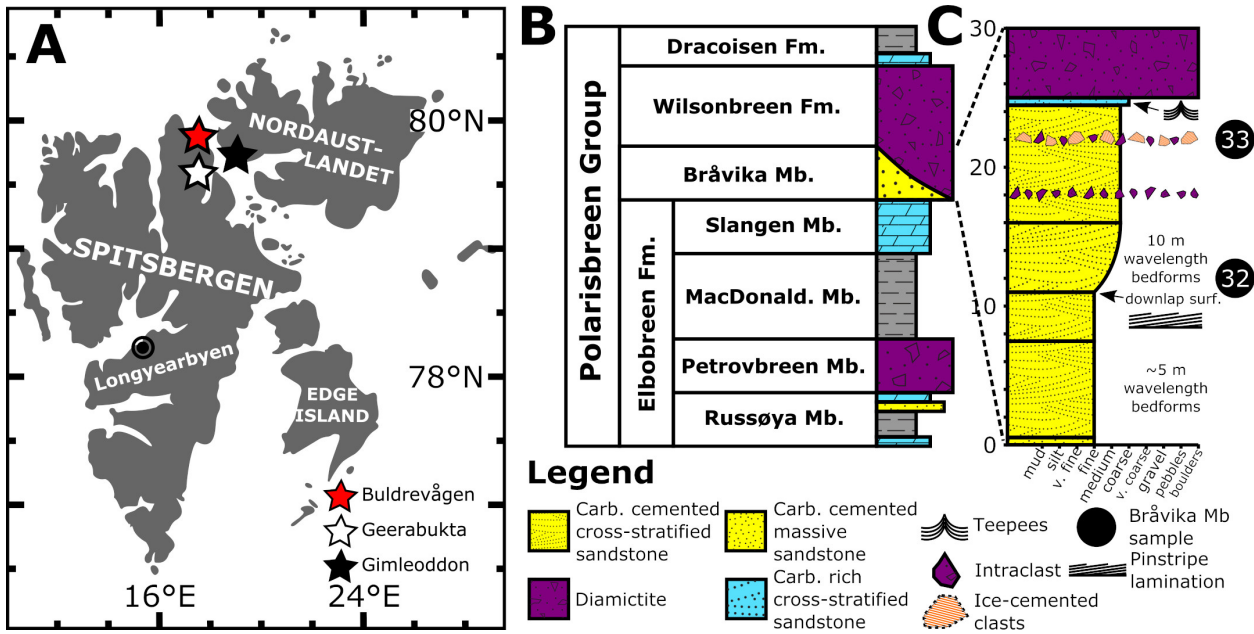 A
80°N
NORDAUST-
LANDET
SPITSBERGEN
Longyearbyen
78°N
EDGE
ISLAND
Buldrevågen
Geerabukta
Gimleoddon
16°E
24°E
B
Polarisbreen Group
Dracoisen Fm.
Wilsonbreen Fm.
Bråvika Mb.
Elbobreen Fm.
Slangen Mb.
MacDonald. Mb.
Petrovbreen Mb.
Russøya Mb.
C
30
20
10
0
33
32
10 m
wavelength
bedforms
downlap surf.
~5 m
wavelength
bedforms
mud
silt
v. fine
fine
medium
coarse
v. coarse
gravel
pebbles
boulders
Legend
Carb. cemented
cross-stratified
sandstone
Carb. cemented
massive
sandstone
Diamictite
Carb. rich
cross-stratified
sandstone
Teepees
Intraclast
Ice-cemented
clasts
Bråvika Mb
sample
Pinstripe
lamination